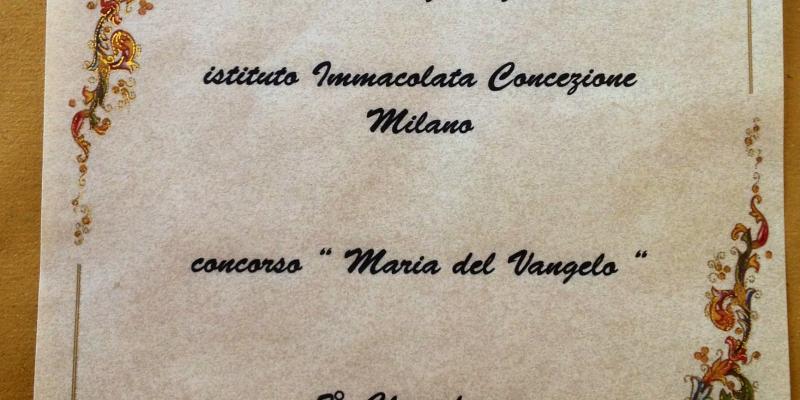 istituto Immacolata Concezione
Milano
concorso “ Maria del Vangelo “